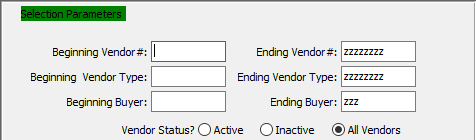 Selection Parameters
Beginning Vendor#: Ending Vendor#: zzzzzzzz
Beginning Vendor Type: Ending Vendor Type: zzzzzzzz
Beginning Buyer: Ending Buyer: zzz
Vendor Status? Active Inactive All Vendors